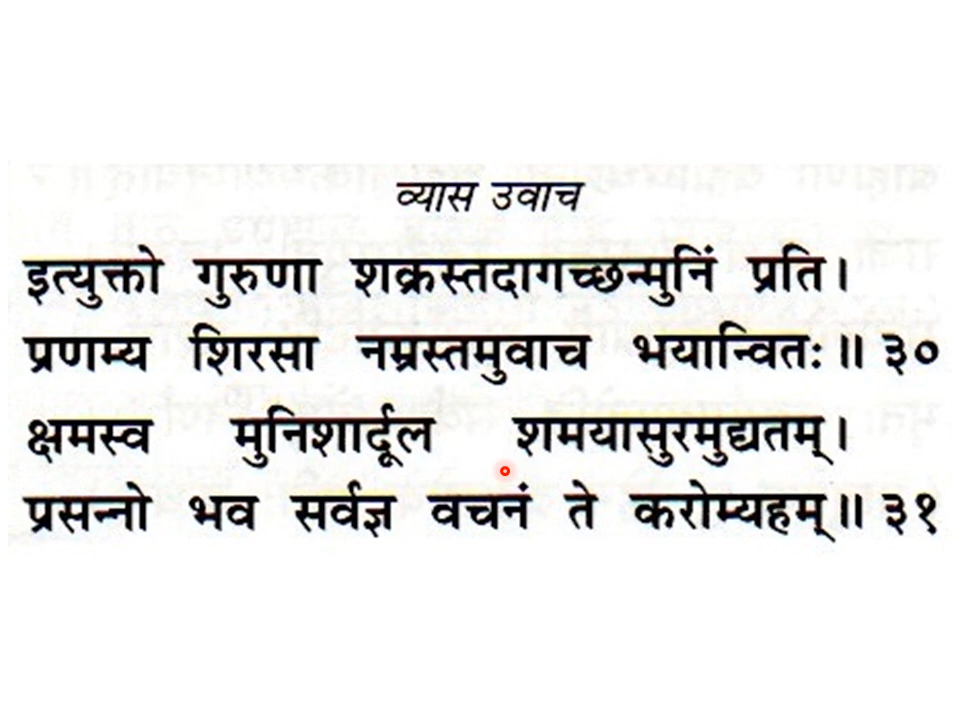 व्यास उवाच
इत्युक्तो गुरुणा शक्रस्तदागच्छन्मुनिं प्रति।
प्रणम्य शिरसा नम्रस्तमुवाच भयान्वितः॥ ३०
क्षमस्व मुनिशार्दूल शमयासुरमुद्यतम्।
प्रसन्नो भव सर्वज्ञ वचनं ते करोम्यहम्॥ ३१